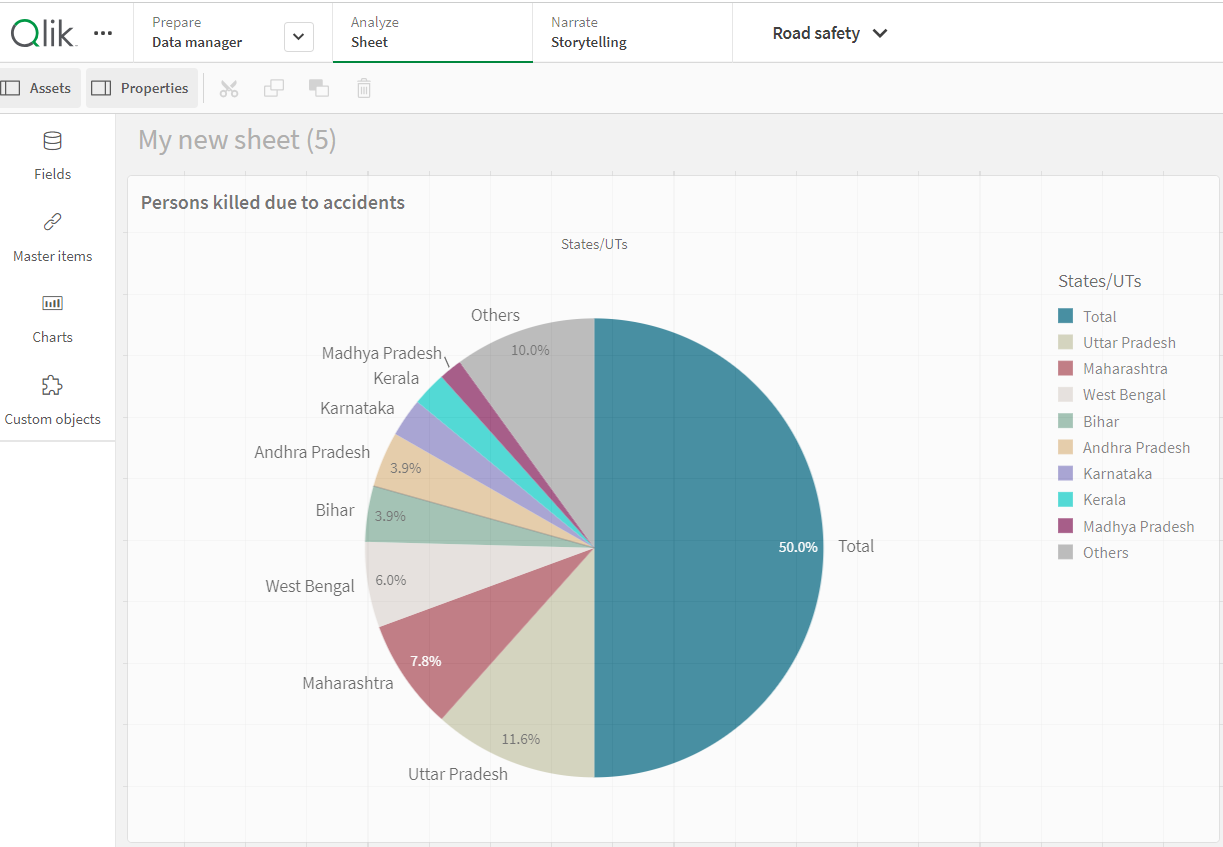 Qlik
Prepare
Data manager
Analyze
Sheet
Narrate
Storytelling
Road safety
Assets
Properties
Fields
Master items
Charts
Custom objects
My new sheet (5)
Persons killed due to accidents
States/UTs
Others
10.0%
Madhya Pradesh
Kerala
Karnataka
Andhra Pradesh
3.9%
Bihar
3.9%
50.0%
Total
West Bengal
6.0%
7.8%
Maharashtra
11.6%
Uttar Pradesh
States/UTs
Total
Uttar Pradesh
Maharashtra
West Bengal
Bihar
Andhra Pradesh
Karnataka
Kerala
Madhya Pradesh
Others